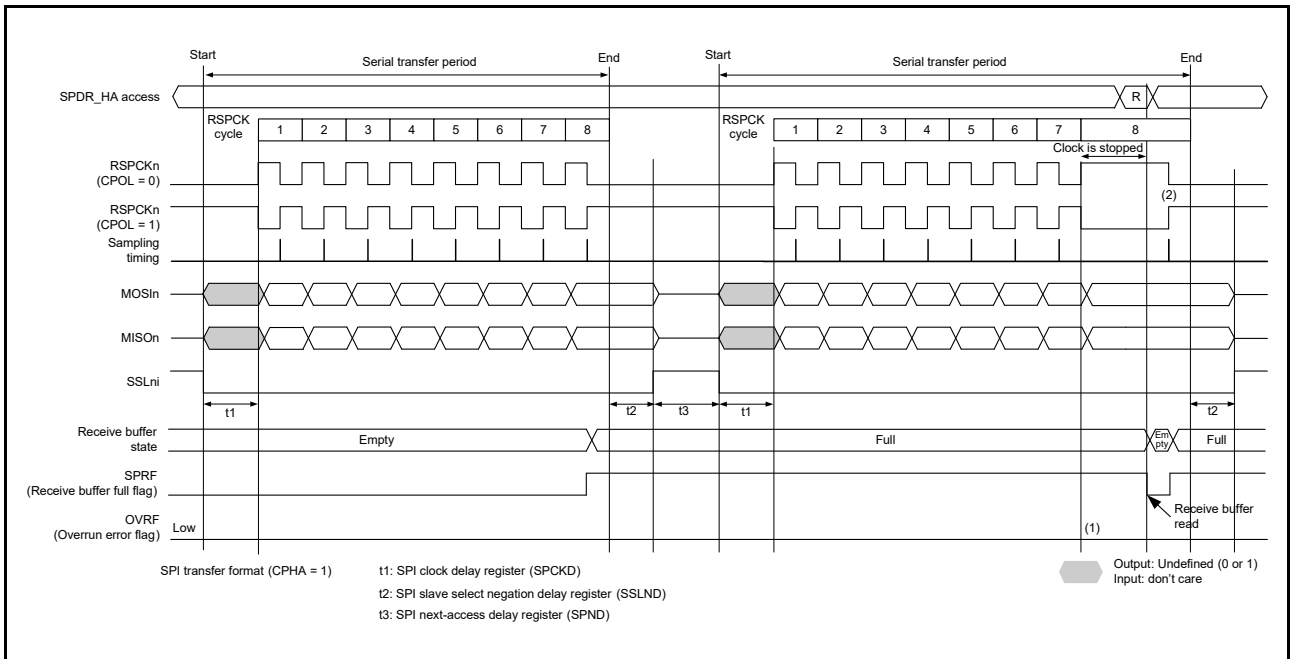 Start
End
Start
End
Serial transfer period
Serial transfer period
SPDR_HA access
R
RSPCK
cycle
1 2 3 4 5 6 7 8
RSPCK
cycle
1 2 3 4 5 6 7 8
Clock is stopped
RSPCKn
(CPOL = 0)
(2)
RSPCKn
(CPOL = 1)
Sampling
timing
MOSIn
MISOn
SSLni
t1
t2
t3
t1
t2
Receive buffer
state
Empty
Full
Em
pty
Full
SPRF
(Receive buffer full flag)
Receive buffer
read
OVRF
(Overrun error flag)
Low
(1)
SPI transfer format (CPHA = 1)
t1: SPI clock delay register (SPCKD)
t2: SPI slave select negation delay register (SSLND)
t3: SPI next-access delay register (SPND)
Output: Undefined (0 or 1)
Input: don't care